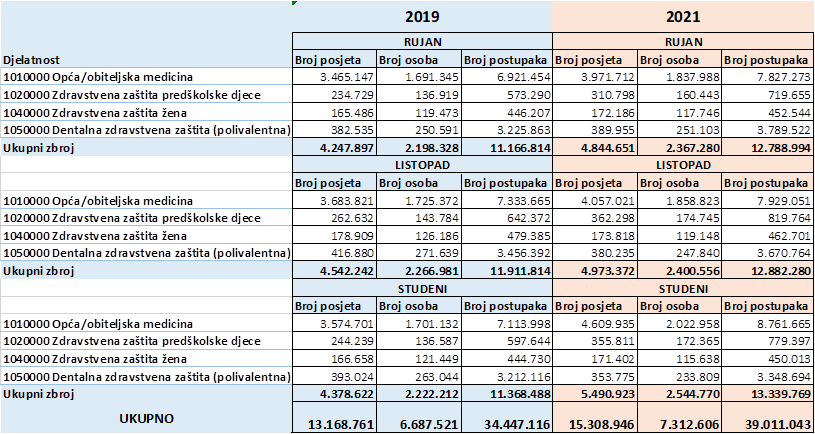 2019 2021
RUJAN RUJAN
Djelatnost Broj posjeta Broj osoba Broj postupaka Broj posjeta Broj osoba Broj postupaka
1010000 Opća/obiteljska medicina 3.465.147 1.691.345 6.921.454 3.971.712 1.837.988 7.827.273
1020000 Zdravstvena zaštita predškolske djece 234.729 136.919 573.290 310.798 160.443 719.655
1040000 Zdravstvena zaštita žena 165.486 119.473 446.207 172.186 117.746 452.544
1050000 Dentalna zdravstvena zaštita (polivalentna) 382.535 250.591 3.225.863 389.955 251.103 3.789.522
Ukupni zbroj 4.247.897 2.198.328 11.166.814 4.844.651 2.367.280 12.788.994
LISTOPAD LISTOPAD
Broj posjeta Broj osoba Broj postupaka Broj posjeta Broj osoba Broj postupaka
1010000 Opća/obiteljska medicina 3.683.821 1.725.372 7.333.665 4.057.021 1.858.823 7.929.051
1020000 Zdravstvena zaštita predškolske djece 262.632 143.784 642.372 362.298 174.745 819.764
1040000 Zdravstvena zaštita žena 178.909 126.186 479.385 173.818 119.148 462.701
1050000 Dentalna zdravstvena zaštita (polivalentna) 416.880 271.639 3.456.392 380.235 247.840 3.670.764
Ukupni zbroj 4.542.242 2.266.981 11.911.814 4.973.372 2.400.556 12.882.280
STUDENI STUDENI
Broj posjeta Broj osoba Broj postupaka Broj posjeta Broj osoba Broj postupaka
1010000 Opća/obiteljska medicina 3.574.701 1.701.132 7.113.998 4.609.935 2.022.958 8.761.665
1020000 Zdravstvena zaštita predškolske djece 244.239 136.587 597.644 355.811 172.365 779.397
1040000 Zdravstvena zaštita žena 166.658 121.449 444.730 171.402 115.638 450.013
1050000 Dentalna zdravstvena zaštita (polivalentna) 393.024 263.044 3.212.116 353.775 233.809 3.348.694
Ukupni zbroj 4.378.622 2.222.212 11.368.488 5.490.923 2.544.770 13.339.769
UKUPNO 13.168.761 6.687.521 34.447.116 15.308.946 7.312.606 39.011.043